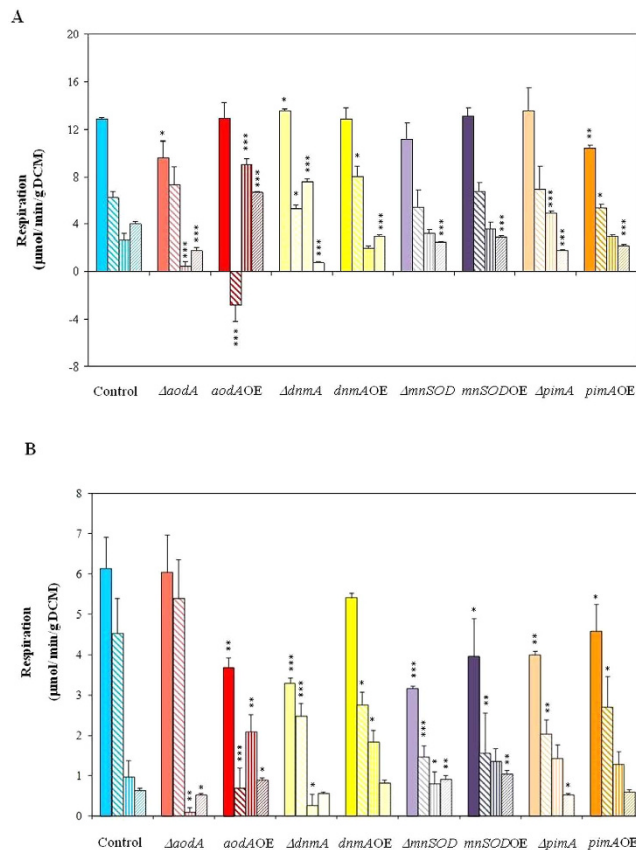 A
20
16
12
8
4
0
-4
-8
Respiration
(µmol/ min/g DCM)
* *** *** *** *** *** * * *** *** * *** *** *** *** *** ** * ***
Control ΔaodA aodAOE ΔdnmA dnmAOE ΔmnSOD mnSODOE ΔpimA pimAOE
B
8
7
6
5
4
3
2
1
0
Respiration
(µmol/ min/g DCM)
** * ** *** ** * *** *** * * * *** *** * ** * ** ** ** ** * * *
Control ΔaodA aodAOE ΔdnmA dnmAOE ΔmnSOD mnSODOE ΔpimA pimAOE